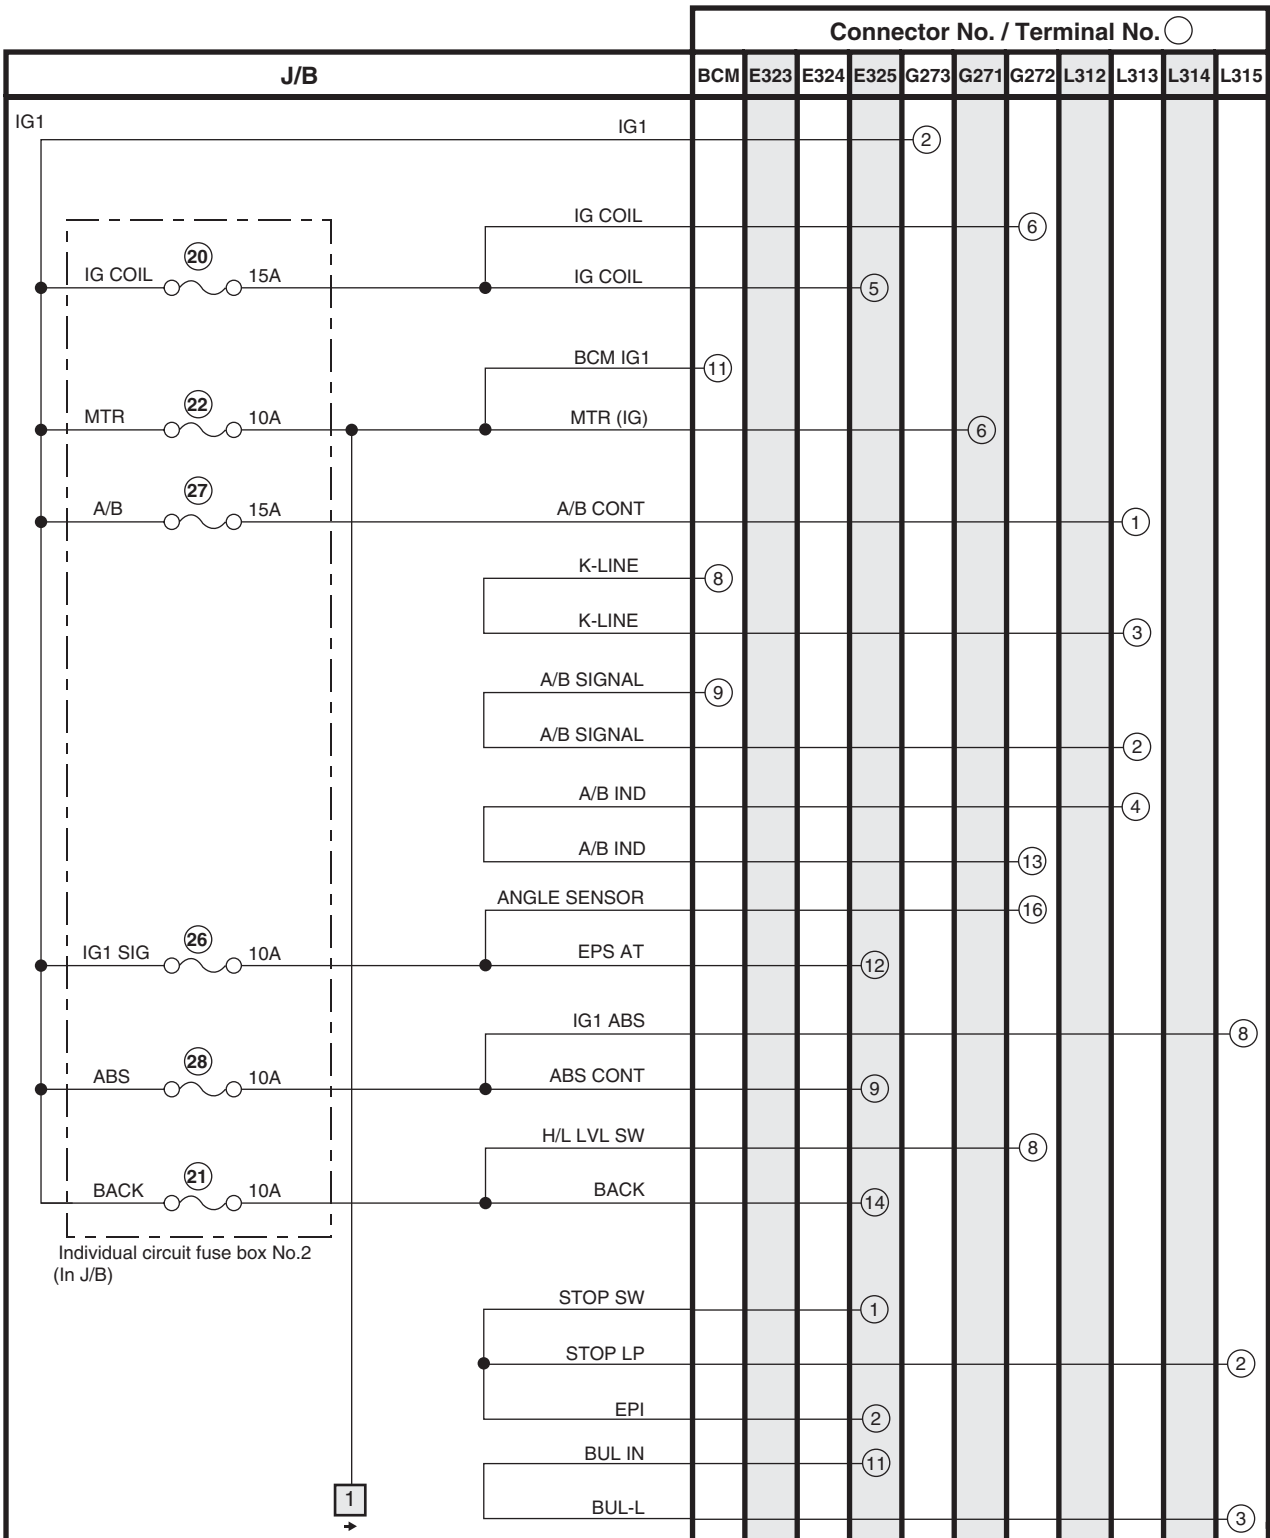 Connector No. / Terminal No.
J/B BCM E323 E324 E325 G273 G271 G272 L312 L313 L314 L315
IG1 IG1 2
IG COIL 6
20
IG COIL 15A IG COIL 5
BCM IG1 11
22
MTR 10A MTR (IG) 6
27
A/B 15A A/B CONT 1
K-LINE 8
K-LINE 3
A/B SIGNAL 9
A/B SIGNAL 2
A/B IND 4
A/B IND 13
ANGLE SENSOR 16
26
IG1 SIG 10A EPS AT 12
IG1 ABS 8
28
ABS 10A ABS CONT 9
H/L LVL SW 8
21
BACK 10A BACK 14
Individual circuit fuse box No.2
(In J/B)
STOP SW 1
STOP LP 2
EPI 2
BUL IN 11
1
BUL-L 3